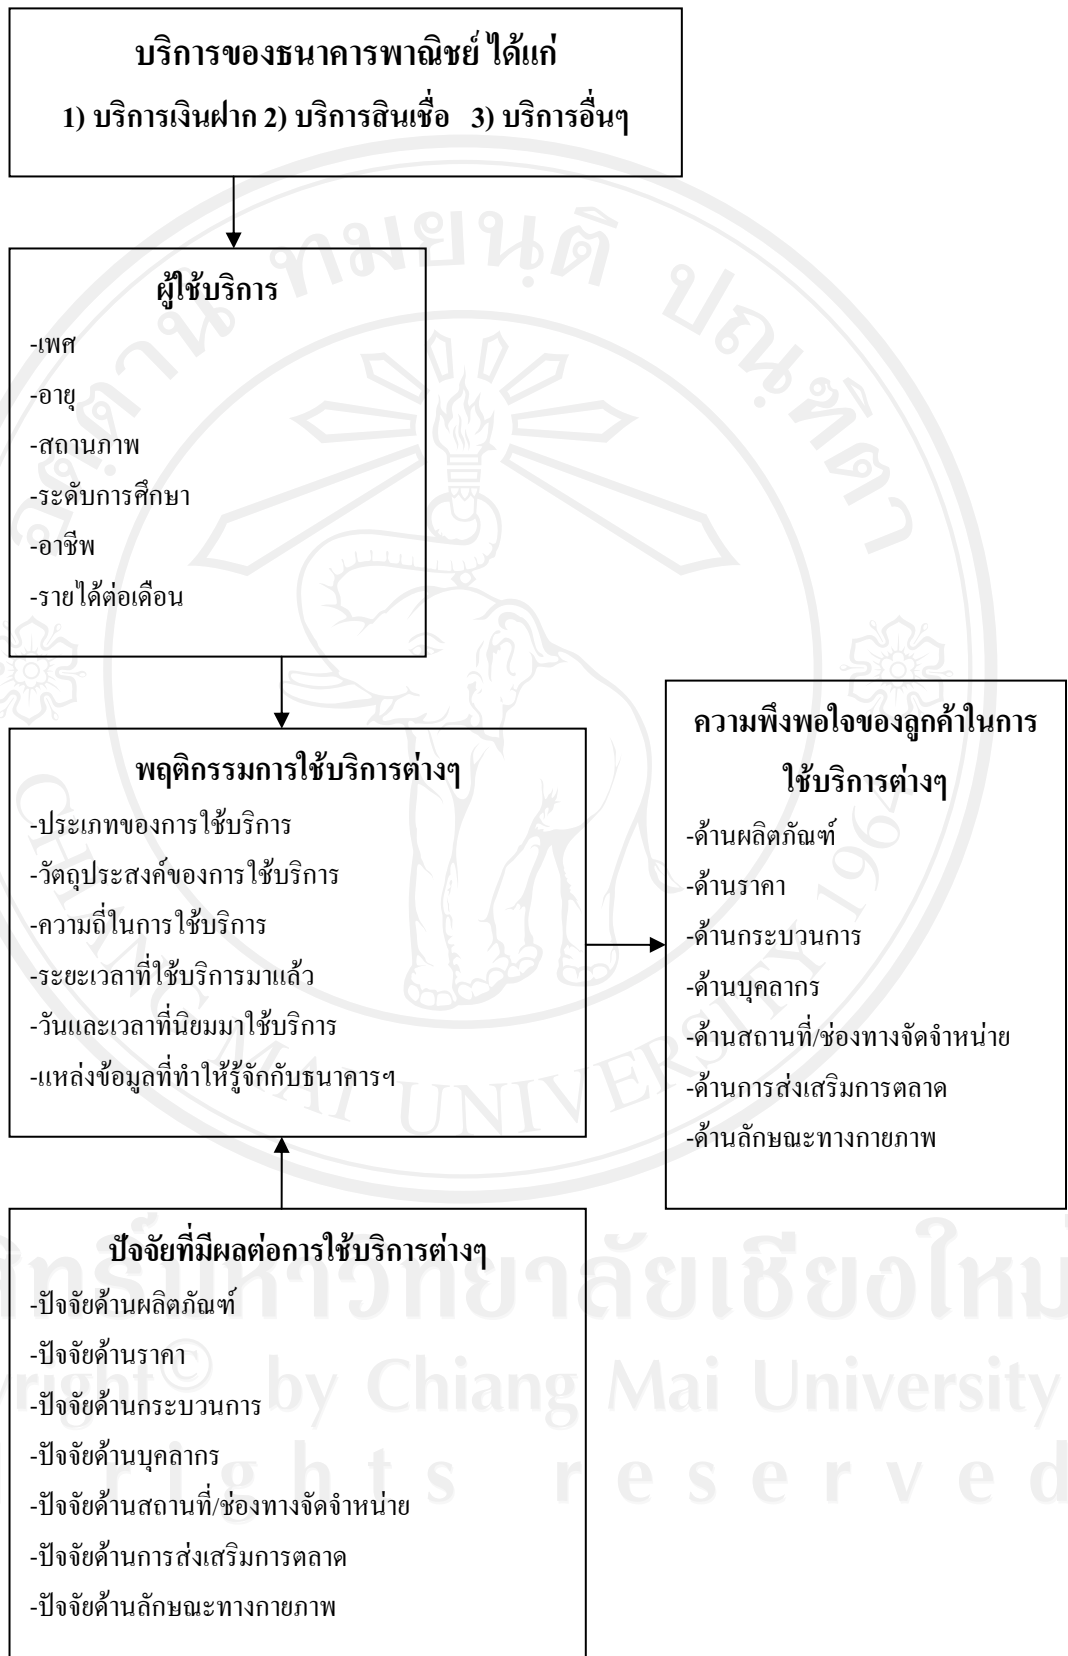 บริการของธนาคารพาณิชย์ ได้แก่
1) บริการเงินฝาก 2) บริการสินเชื่อ 3) บริการอื่นๆ
ผู้ใช้บริการ
-เพศ
-อายุ
-สถานภาพ
-ระดับการศึกษา
-อาชีพ
-รายได้ต่อเดือน
พฤติกรรมการใช้บริการต่างๆ
-ประเภทของการใช้บริการ
-วัตถุประสงค์ของการใช้บริการ
-ความถี่ในการใช้บริการ
-ระยะเวลาที่ใช้บริการมาแล้ว
-วันและเวลาที่นิยมมาใช้บริการ
-แหล่งข้อมูลที่ทำให้รู้จักกับธนาคารฯ
ความพึงพอใจของลูกค้าในการ
ใช้บริการต่างๆ
-ด้านผลิตภัณฑ์
-ด้านราคา
-ด้านกระบวนการ
-ด้านบุคลากร
-ด้านสถานที่/ช่องทางจัดจำหน่าย
-ด้านการส่งเสริมการตลาด
-ด้านลักษณะทางกายภาพ
ปัจจัยที่มีผลต่อการใช้บริการต่างๆ
-ปัจจัยด้านผลิตภัณฑ์
-ปัจจัยด้านราคา
-ปัจจัยด้านกระบวนการ
-ปัจจัยด้านบุคลากร
-ปัจจัยด้านสถานที่/ช่องทางจัดจำหน่าย
-ปัจจัยด้านการส่งเสริมการตลาด
-ปัจจัยด้านลักษณะทางกายภาพ
อตฺตานํ ทมยนฺติ ปณฺฑิตา
CHIANG MAI UNIVERSITY 1964
สิทธิ์มหาวิทยาลัยเชียงใหม่
yright© by Chiang Mai University
rights reserved